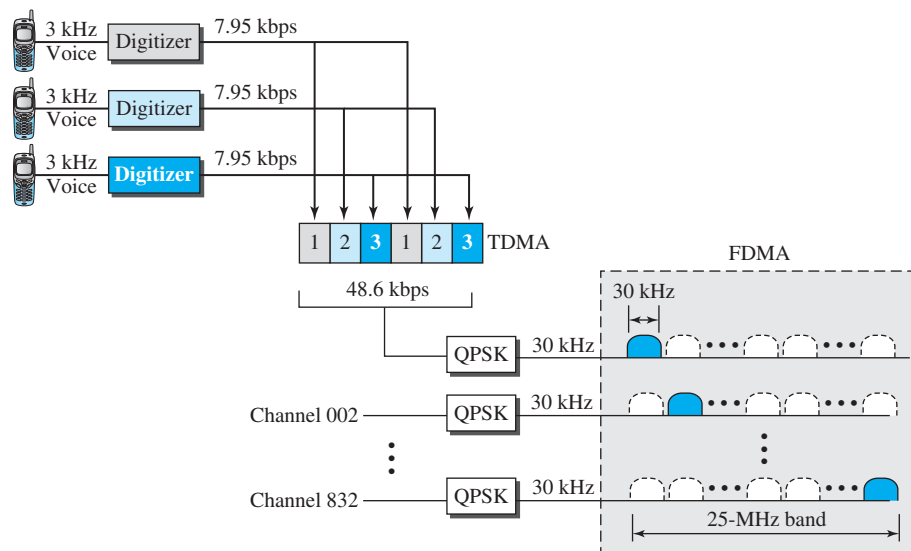 3 kHz
Voice
Digitizer
7.95 kbps
3 kHz
Voice
Digitizer
7.95 kbps
3 kHz
Voice
Digitizer
7.95 kbps
1 2 3 1 2 3 TDMA
48.6 kbps
FDMA
30 kHz
QPSK 30 kHz
Channel 002 QPSK 30 kHz
Channel 832 QPSK 30 kHz
25-MHz band